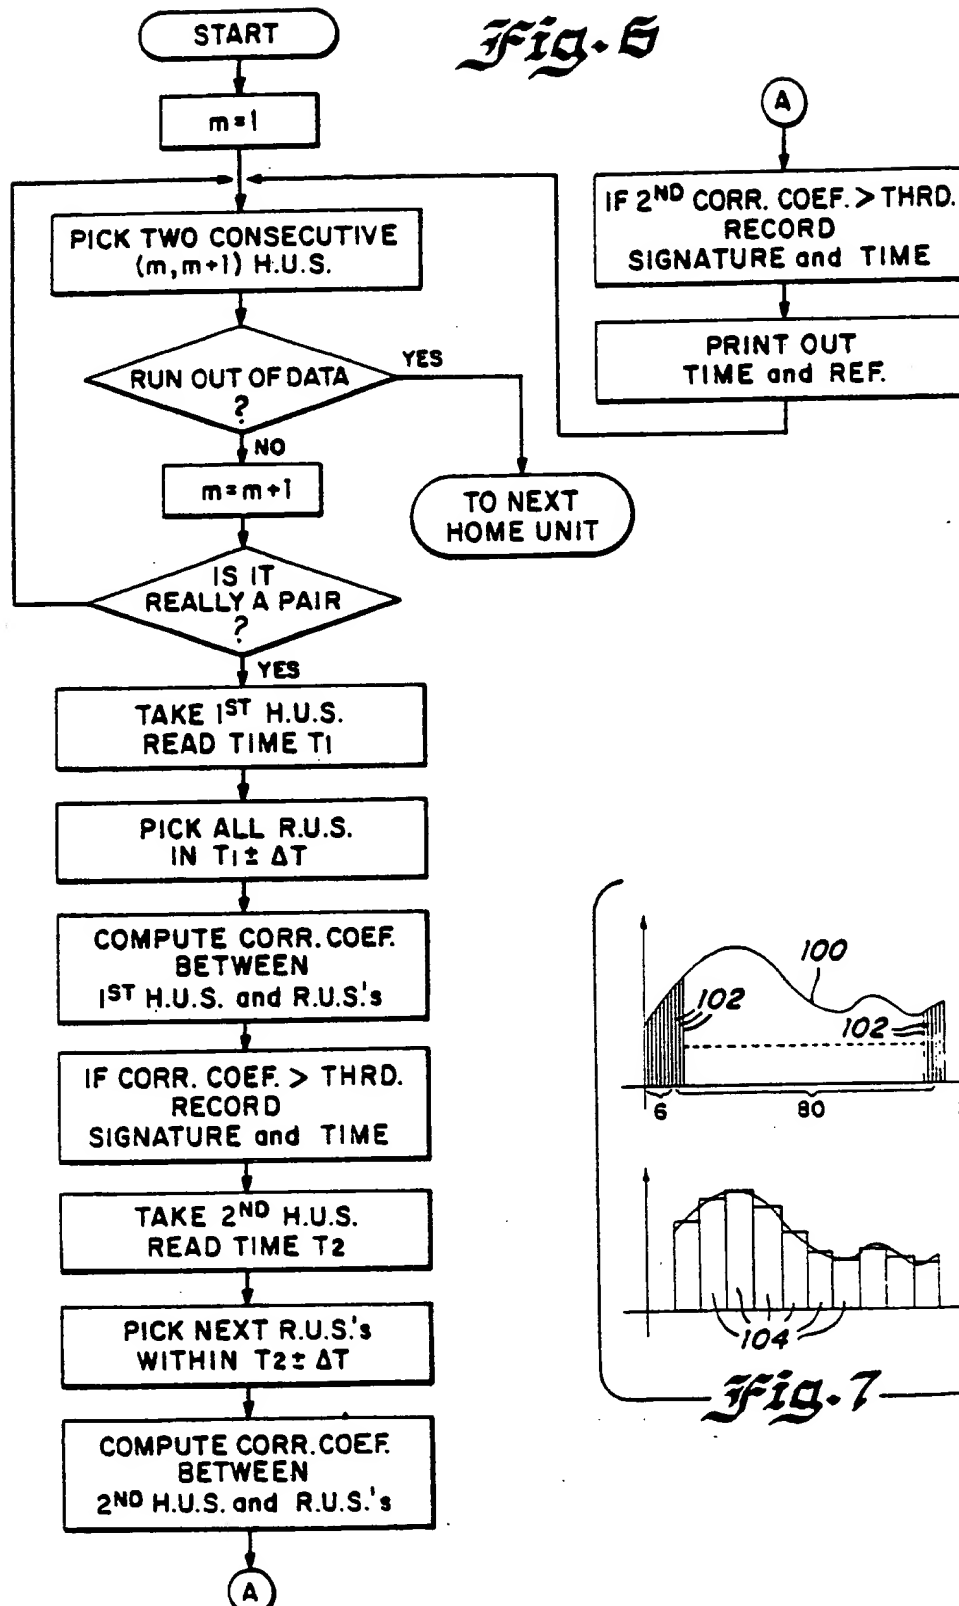 Fig. 6
START
m=1
PICK TWO CONSECUTIVE
(m, m+1) H.U.S.
RUN OUT OF DATA
?
YES
NO
TO NEXT
HOME UNIT
m=m+1
IS IT
REALLY A PAIR
?
YES
TAKE 1ST H.U.S.
READ TIME T1
PICK ALL R.U.S.
IN T1 ± ΔT
COMPUTE CORR. COEF.
BETWEEN
1ST H.U.S. and R.U.S.'s
IF CORR. COEF. > THRD.
RECORD
SIGNATURE and TIME
TAKE 2ND H.U.S.
READ TIME T2
PICK NEXT R.U.S.'s
WITHIN T2 ± ΔT
COMPUTE CORR. COEF.
BETWEEN
2ND H.U.S. and R.U.S.'s
A
A
IF 2ND CORR. COEF. > THRD.
RECORD
SIGNATURE and TIME
PRINT OUT
TIME and REF.
100
102
102
6
80
104
Fig. 7